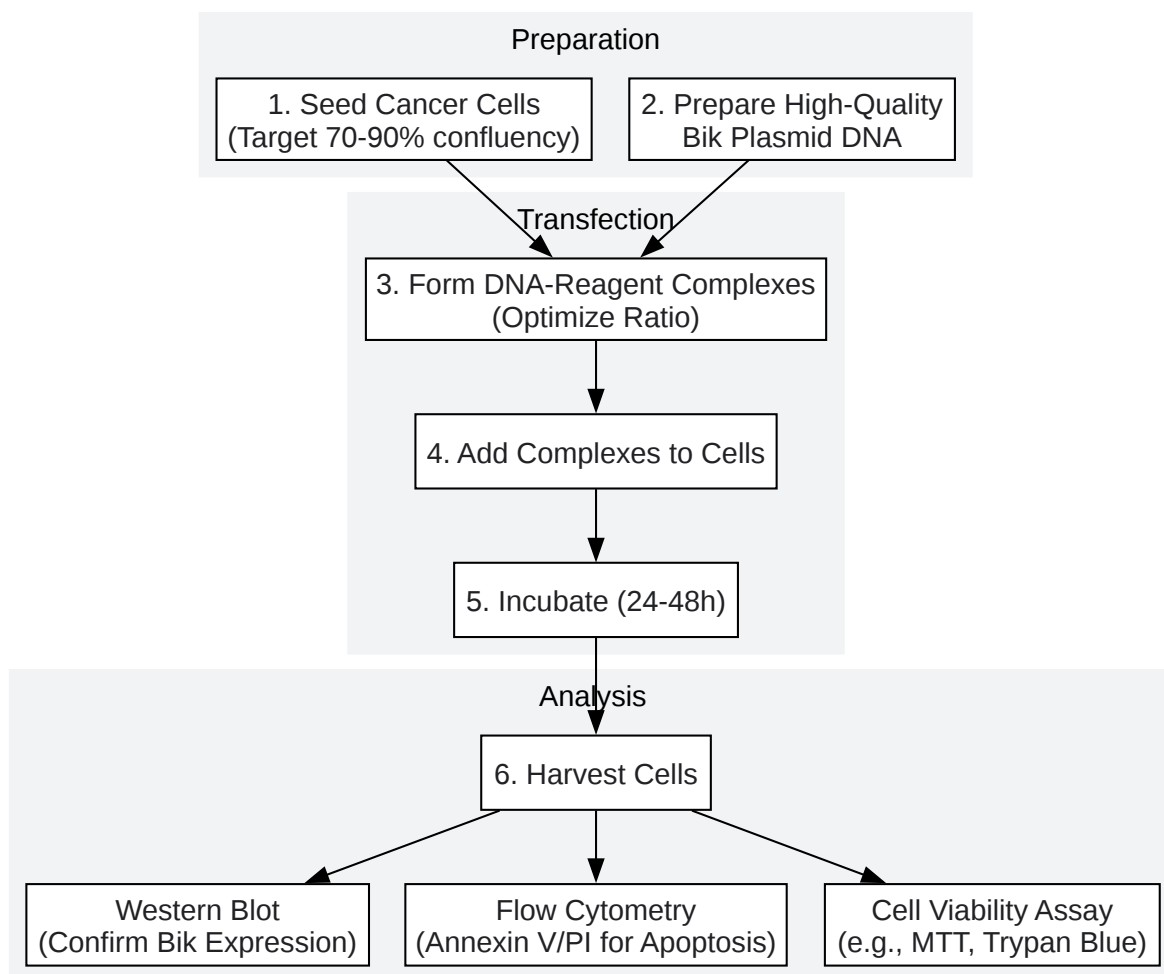 Preparation
1. Seed Cancer Cells
(Target 70-90% confluency)
2. Prepare High-Quality
Bik Plasmid DNA
Transfection
3. Form DNA-Reagent Complexes
(Optimize Ratio)
4. Add Complexes to Cells
5. Incubate (24-48h)
Analysis
6. Harvest Cells
Western Blot
(Confirm Bik Expression)
Flow Cytometry
(Annexin V/PI for Apoptosis)
Cell Viability Assay
(e.g., MTT, Trypan Blue)